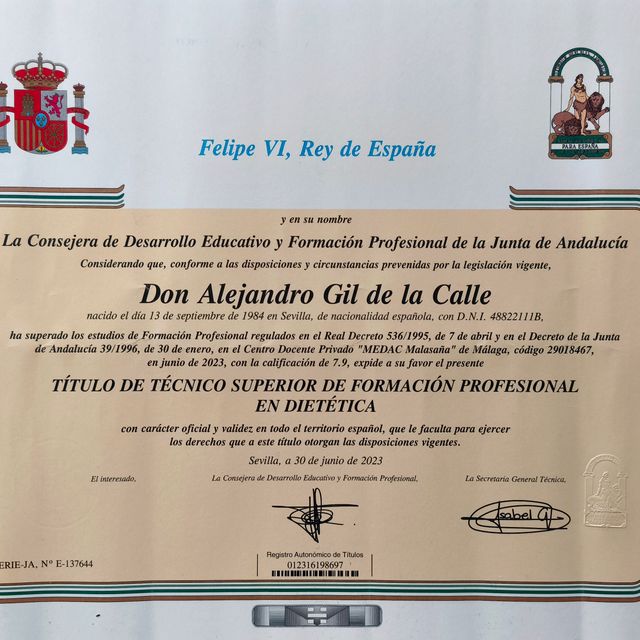 PARA ESPAÑA
Felipe VI, Rey de España
y en su nombre
La Consejera de Desarrollo Educativo y Formación Profesional de la Junta de Andalucía
Considerando que, conforme a las disposiciones y circunstancias prevenidas por la legislación vigente,
Don Alejandro Gil de la Calle
nacido el día 13 de septiembre de 1984 en Sevilla, de nacionalidad española, con D.N.I. 48822111B,
ha superado los estudios de Formación Profesional regulados en el Real Decreto 536/1995, de 7 de abril y en el Decreto de la Junta
de Andalucía 39/1996, de 30 de enero, en el Centro Docente Privado "MEDAC Malasaña" de Málaga, código 29018467,
en junio de 2023, con la calificación de 7.9, expide a su favor el presente
TÍTULO DE TÉCNICO SUPERIOR DE FORMACIÓN PROFESIONAL
EN DIETÉTICA
con carácter oficial y validez en todo el territorio español, que le faculta para ejercer
los derechos que a este título otorgan las disposiciones vigentes.
Sevilla, a 30 de junio de 2023
El interesado, La Consejera de Desarrollo Educativo y Formación Profesional, La Secretaria General Técnica,
Isabel
ERIE-JA, Nº E-137644
Registro Autonómico de Títulos
012316198697